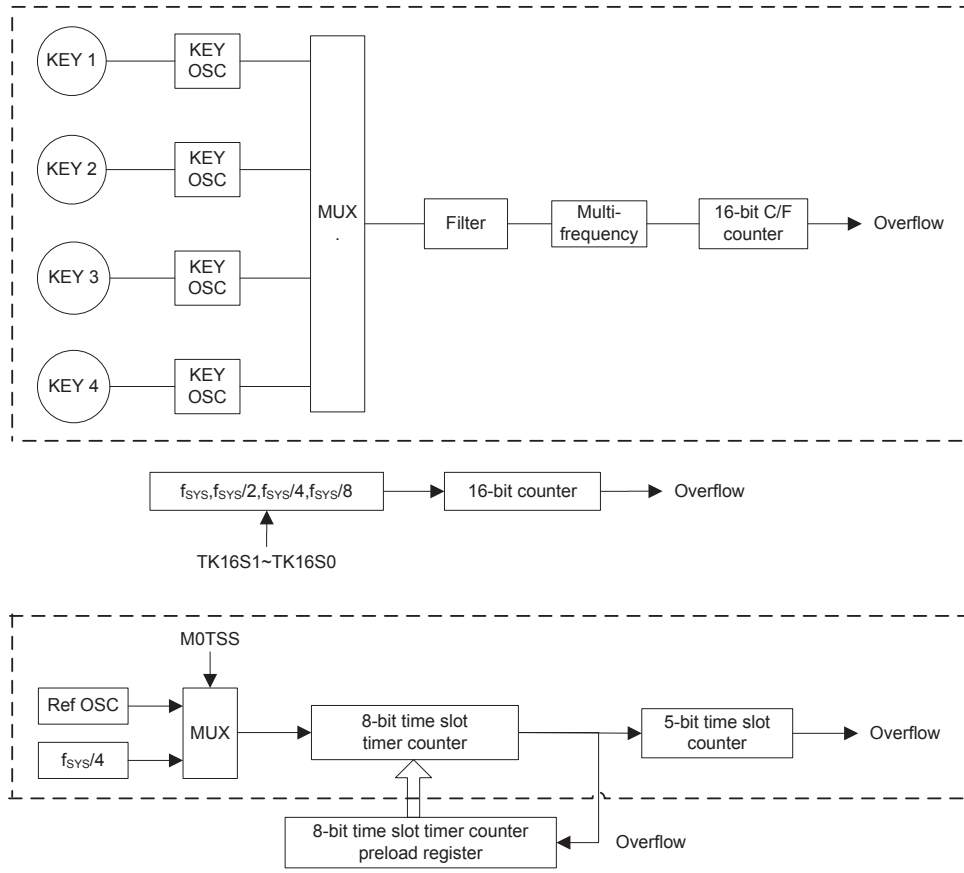 KEY 1
KEY
OSC
KEY 2
KEY
OSC
KEY 3
KEY
OSC
KEY 4
KEY
OSC
MUX
.
Filter
Multi-
frequency
16-bit C/F
counter
Overflow
fSYS,fSYS/2,fSYS/4,fSYS/8
16-bit counter
Overflow
TK16S1~TK16S0
M0TSS
Ref OSC
fSYS/4
MUX
8-bit time slot
timer counter
5-bit time slot
counter
Overflow
8-bit time slot timer counter
preload register
Overflow